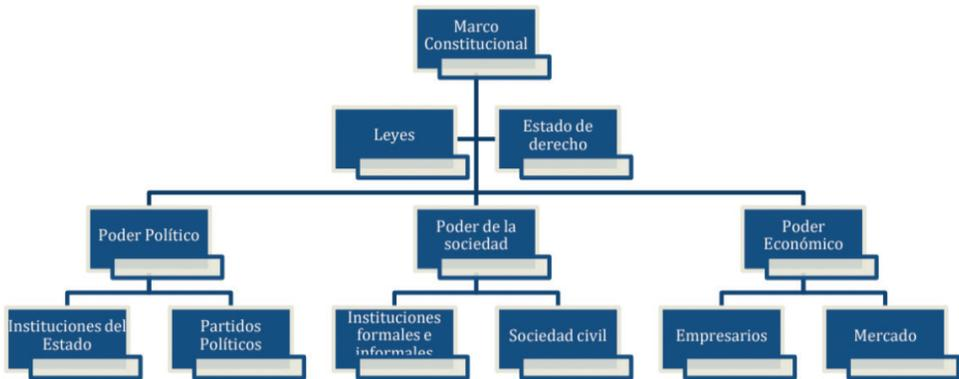 Marco
Constitucional
Leyes
Estado de
derecho
Poder Político
Poder de la
sociedad
Poder
Económico
Instituciones del
Estado
Partidos
Políticos
Instituciones
formales e
informales
Sociedad civil
Empresarios
Mercado